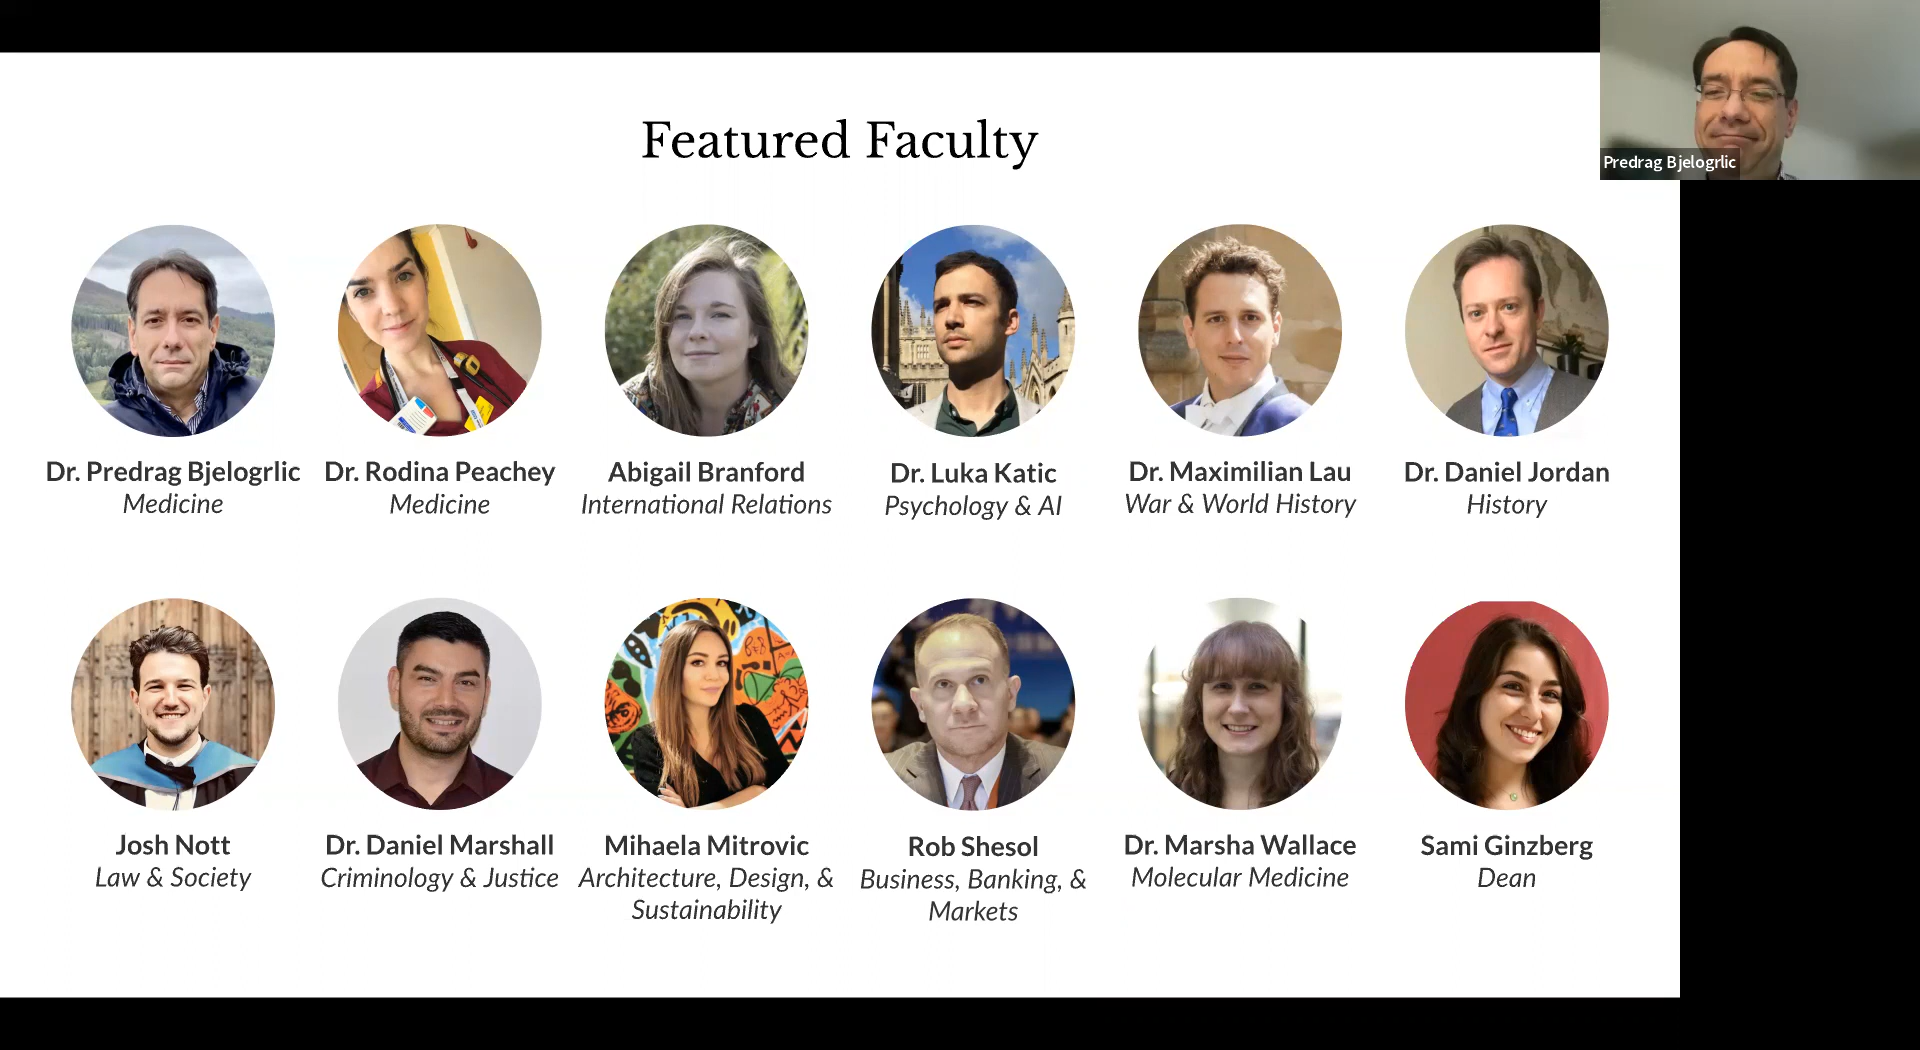 Featured Faculty
Predrag Bjelogrlic
Dr. Predrag Bjelogrlic
Medicine
Dr. Rodina Peachey
Medicine
Abigail Branford
International Relations
Dr. Luka Katic
Psychology & AI
Dr. Maximilian Lau
War & World History
Dr. Daniel Jordan
History
Josh Nott
Law & Society
Dr. Daniel Marshall
Criminology & Justice
Mihaela Mitrovic
Architecture, Design, &
Sustainability
Rob Shesol
Business, Banking, &
Markets
Dr. Marsha Wallace
Molecular Medicine
Sami Ginzberg
Dean